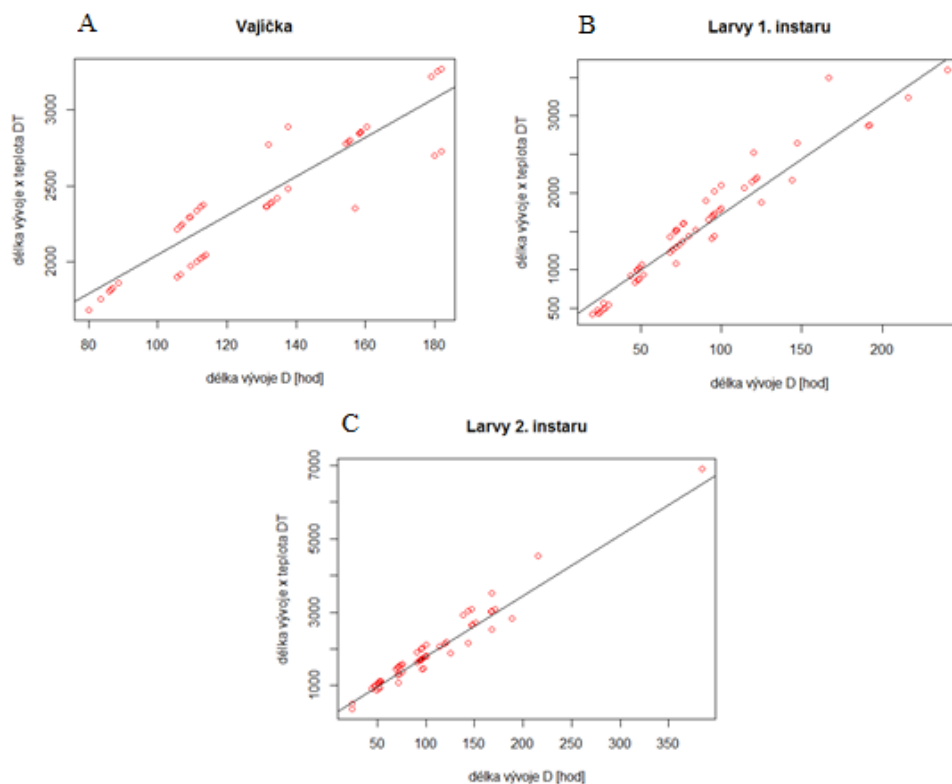 A
Vajíčka
délka vývoje x teplota DT
3000
2500
2000
80
100
120
140
160
180
délka vývoje D [hod]
B
Larvy 1. instaru
délka vývoje x teplota DT
3000
2000
1000
500
50
100
150
200
délka vývoje D [hod]
C
Larvy 2. instaru
délka vývoje x teplota DT
7000
5000
3000
1000
50
100
150
200
250
300
350
délka vývoje D [hod]